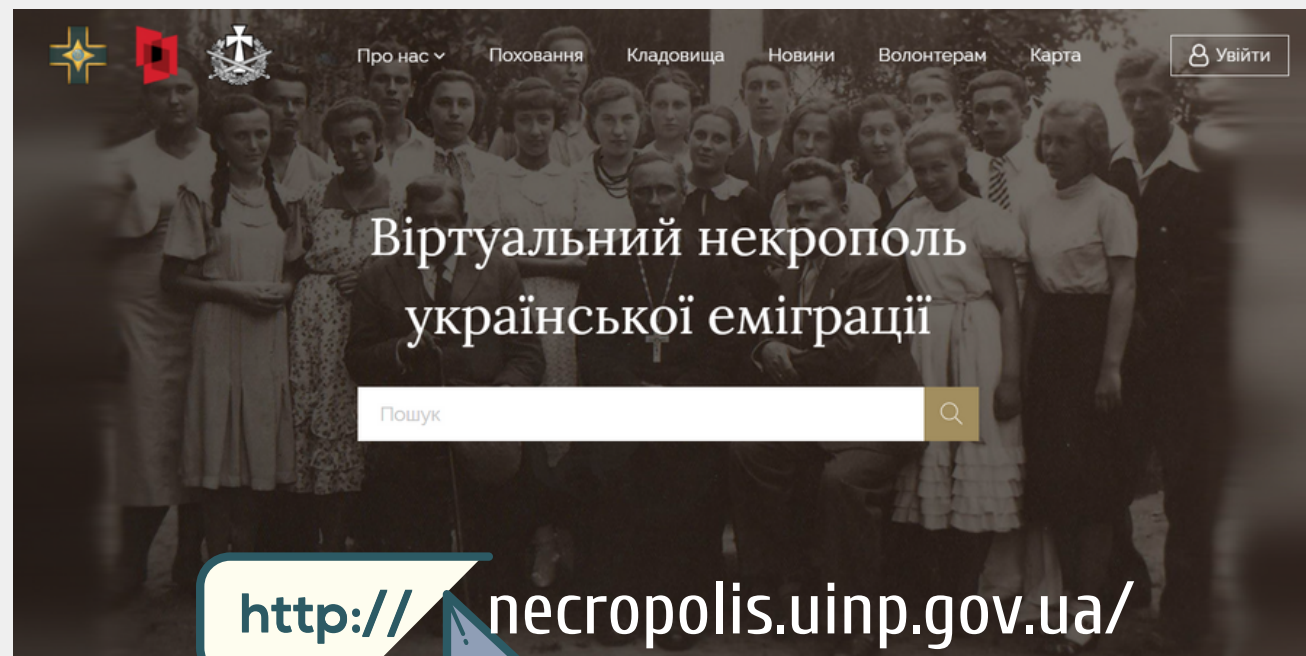 Про нас Поховання Кладовища Новини Волонтерам Карта Увійти
Віртуальний некрополь
української еміграції
Пошук
http:// necropolis.uinp.gov.ua/